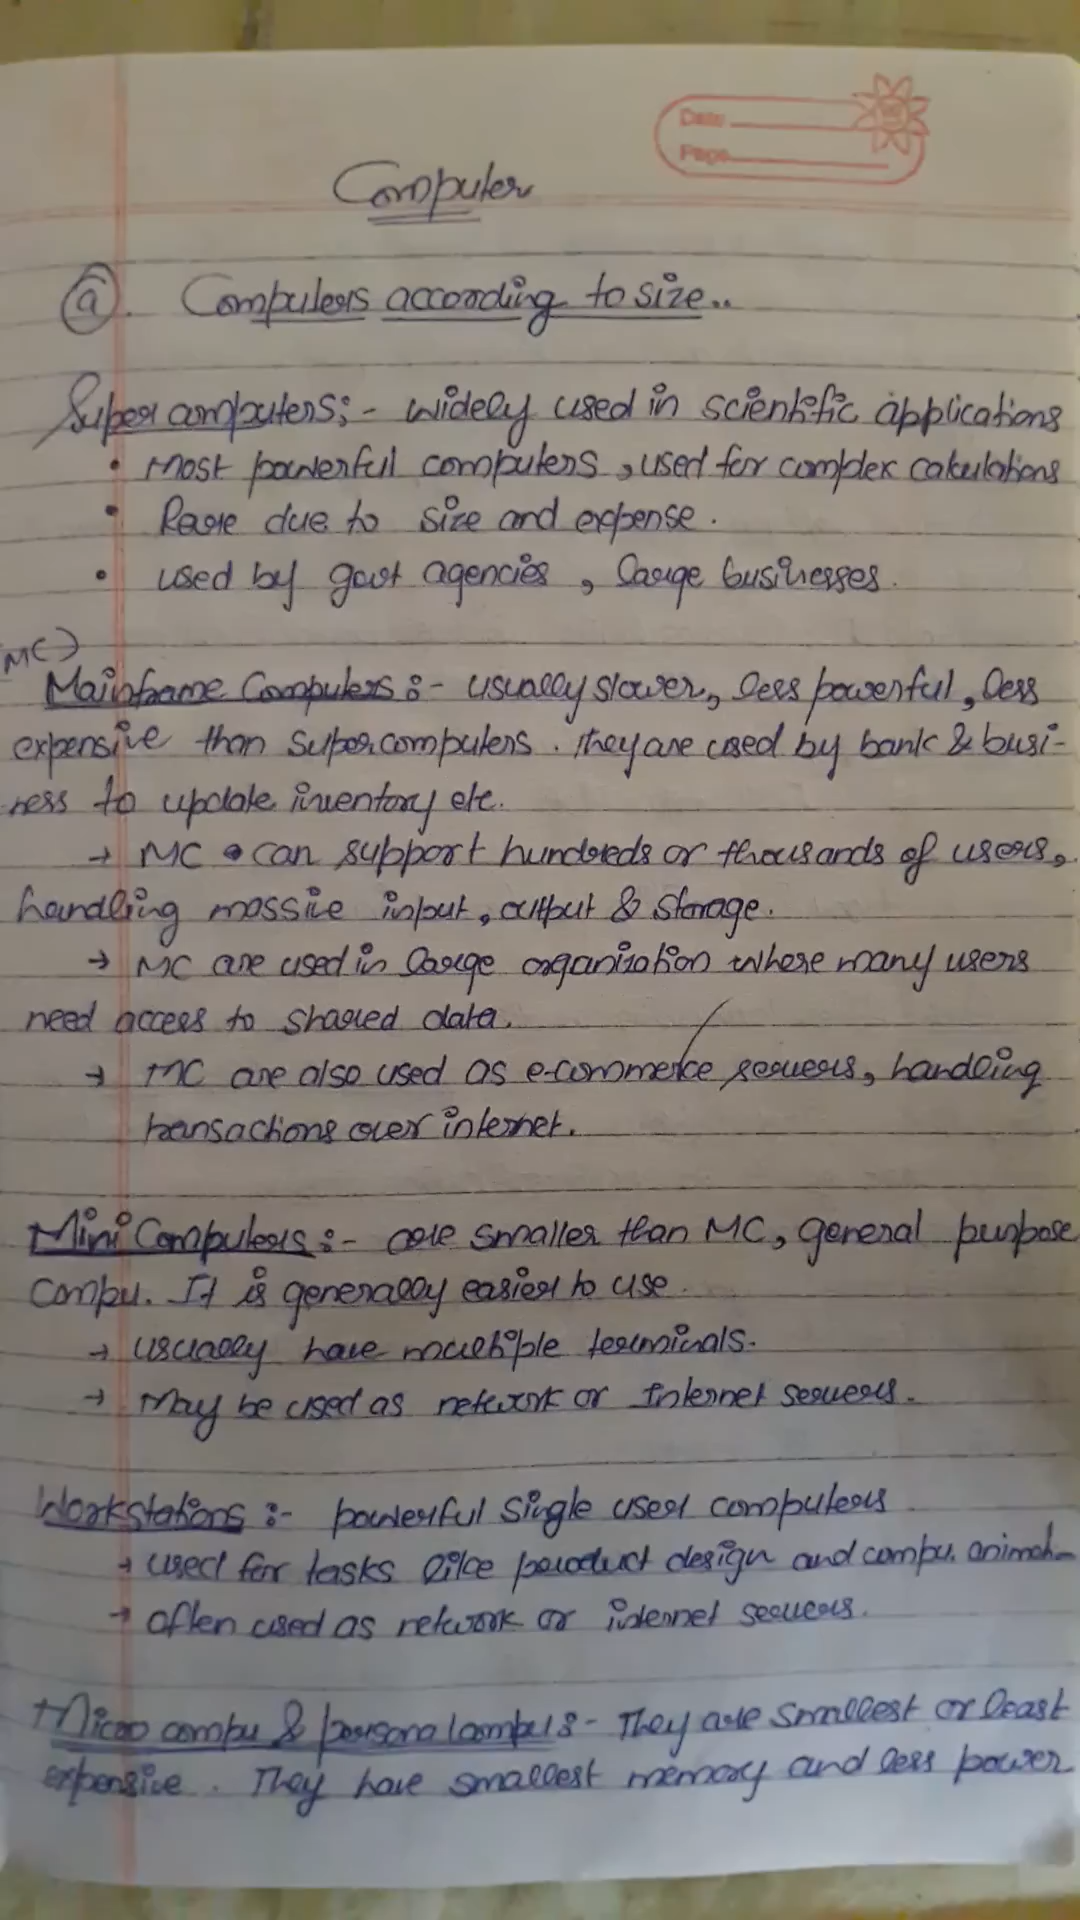 Date
Page
Computer
(a). Computers according to size..
Supercomputers:- widely used in scientific applications
• Most powerful computers, used for complex calculations
• Rare due to size and expense.
• used by govt agencies, large businesses.
MC)
Mainframe Computers:- usually slower, less powerful, less
expensive than Supercomputers. They are used by bank & busi-
ness to update inventory etc.
→ MC • can support hundreds or thousands of users,
handling massive input, output & storage.
→ MC are used in large organization where many users
need access to shared data.
→ MC are also used as e-commerce servers, handling
transactions over internet.
Mini Computers:- are smaller than MC, general purpose
compu. It is generally easier to use.
→ usually have multiple terminals.
→ May be used as network or Internet servers.
Workstations:- powerful single user computers
→ used for tasks like product design and compu. animat-
→ often used as network or internet servers.
Micro compu & personal compu:- They are smallest or least
expensive. They have smallest memory and less power